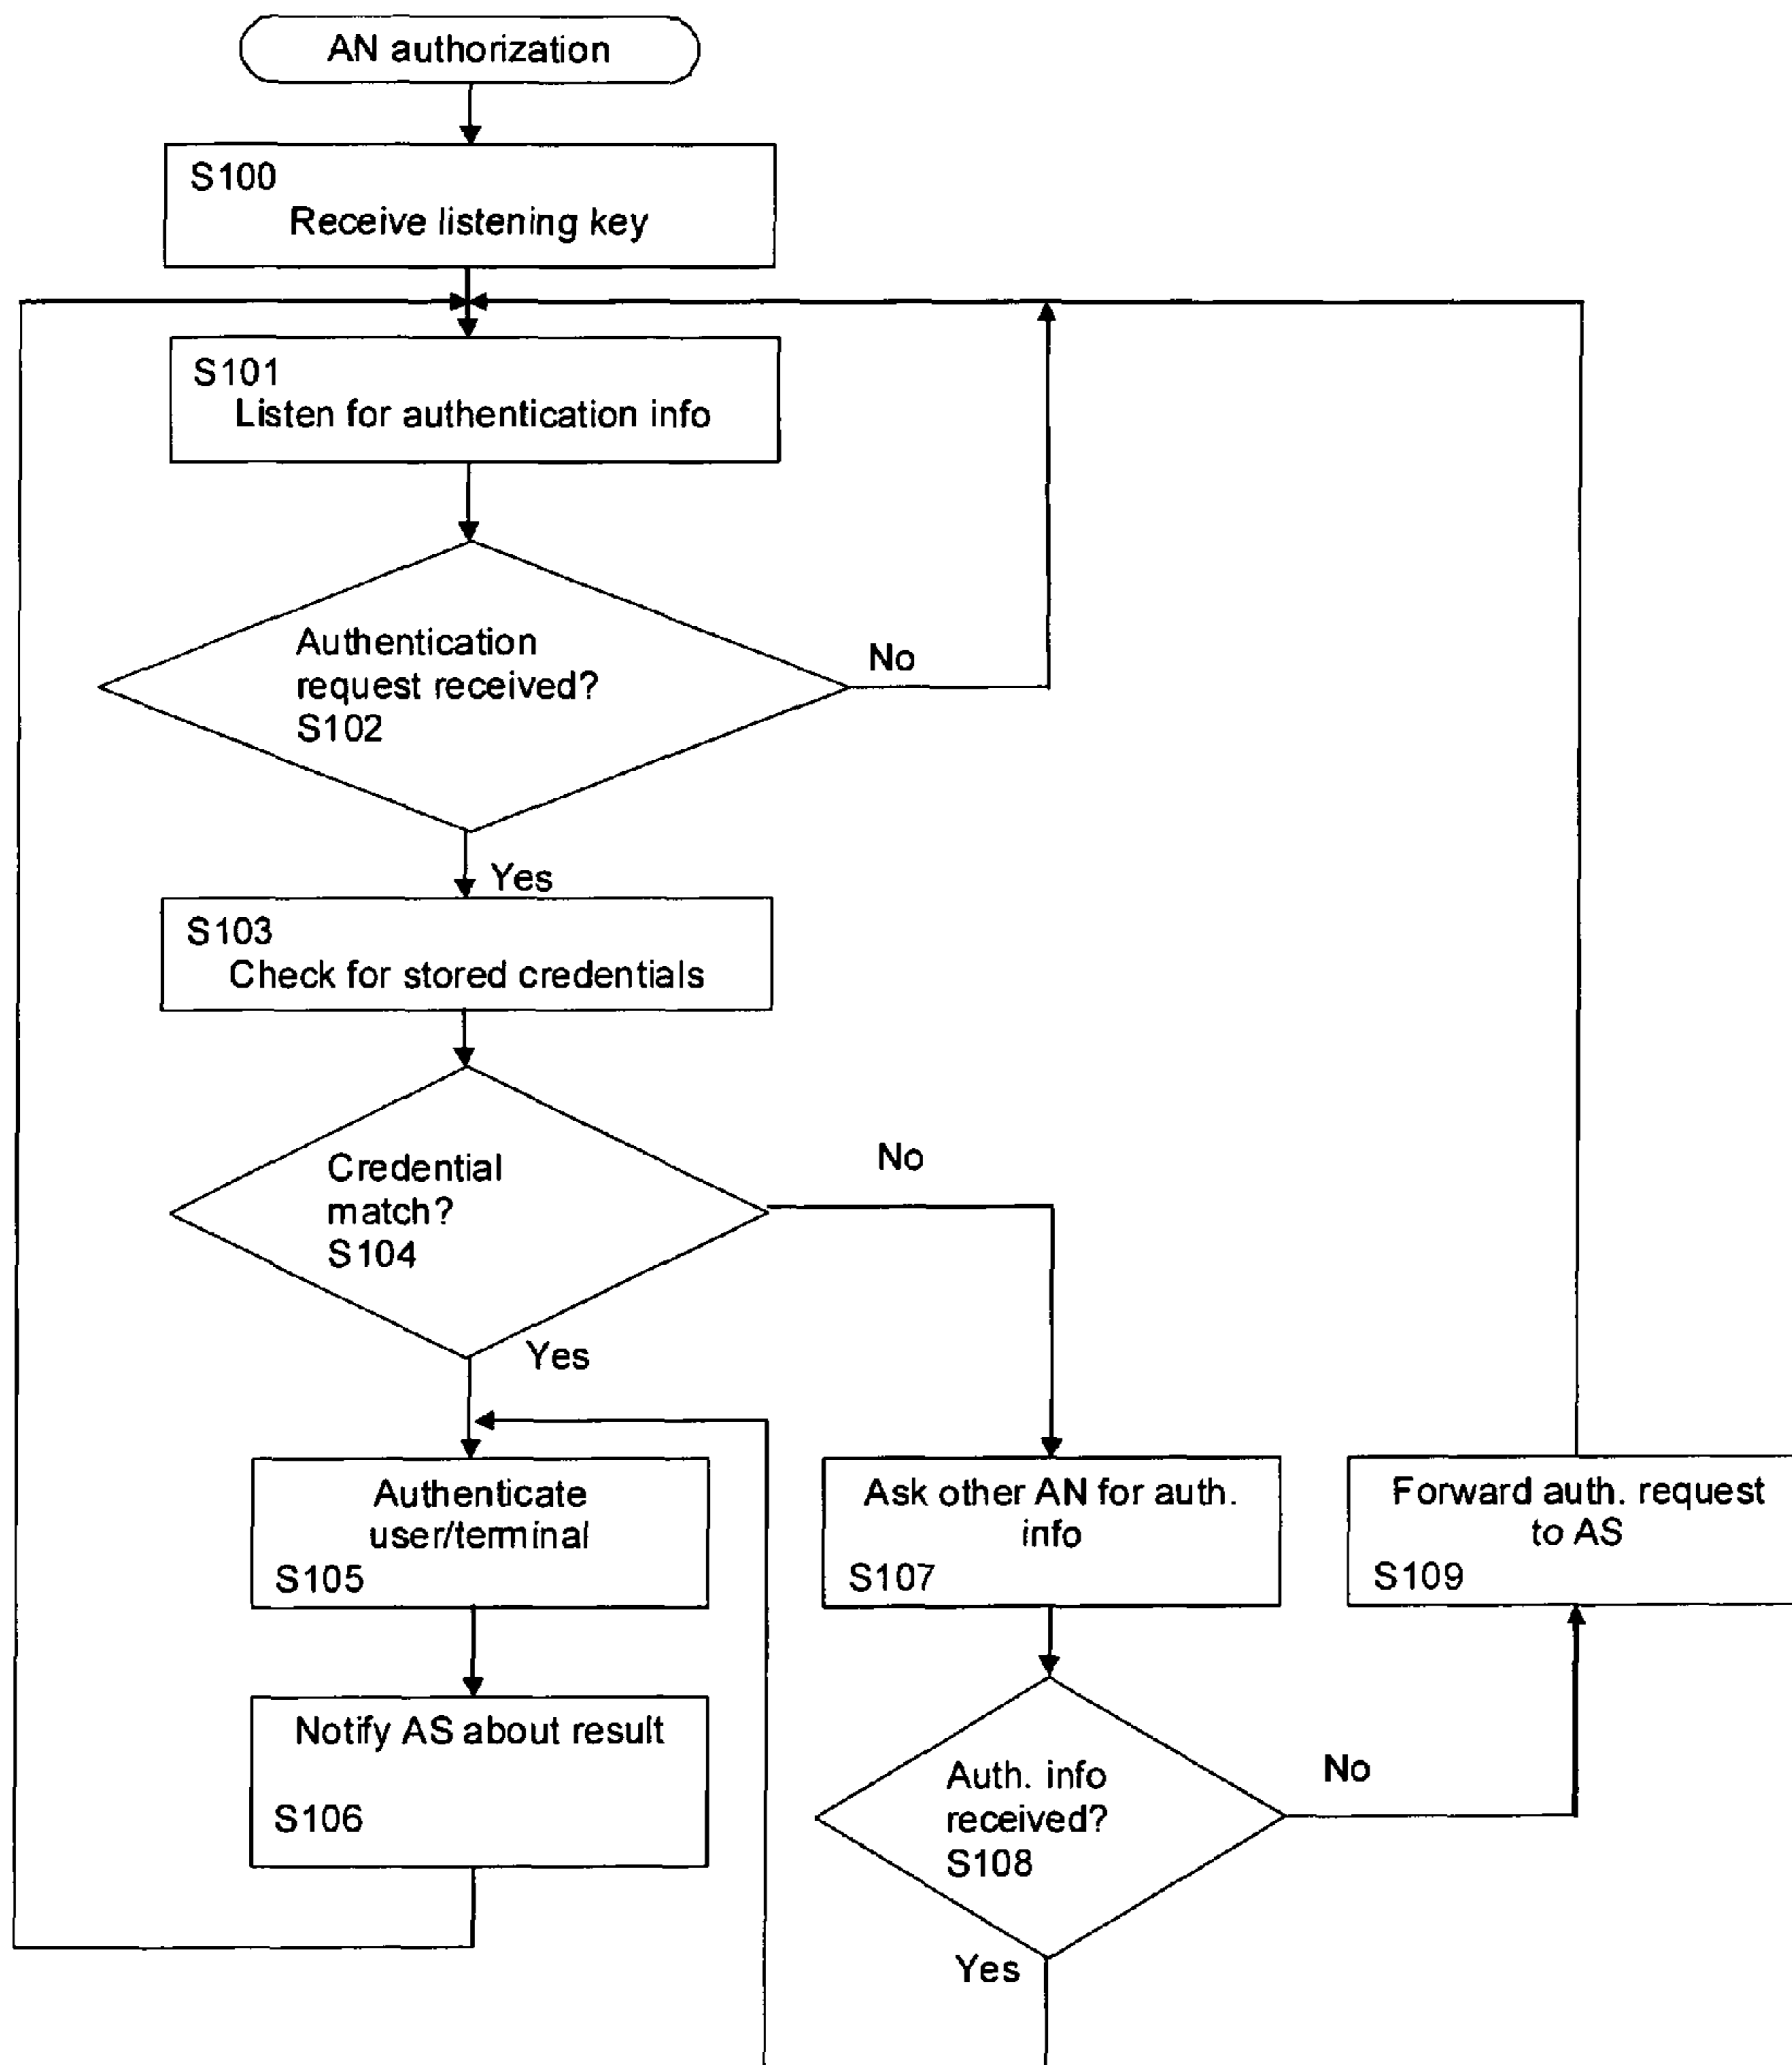 AN authorization
S100
Receive listening key
S101
Listen for authentication info
Authentication
request received?
S102
No
Yes
S103
Check for stored credentials
Credential
match?
S104
No
Yes
Authenticate
user/terminal
S105
Ask other AN for auth.
info
S107
Forward auth. request
to AS
S109
Notify AS about result
S106
Auth. info
received?
S108
No
Yes